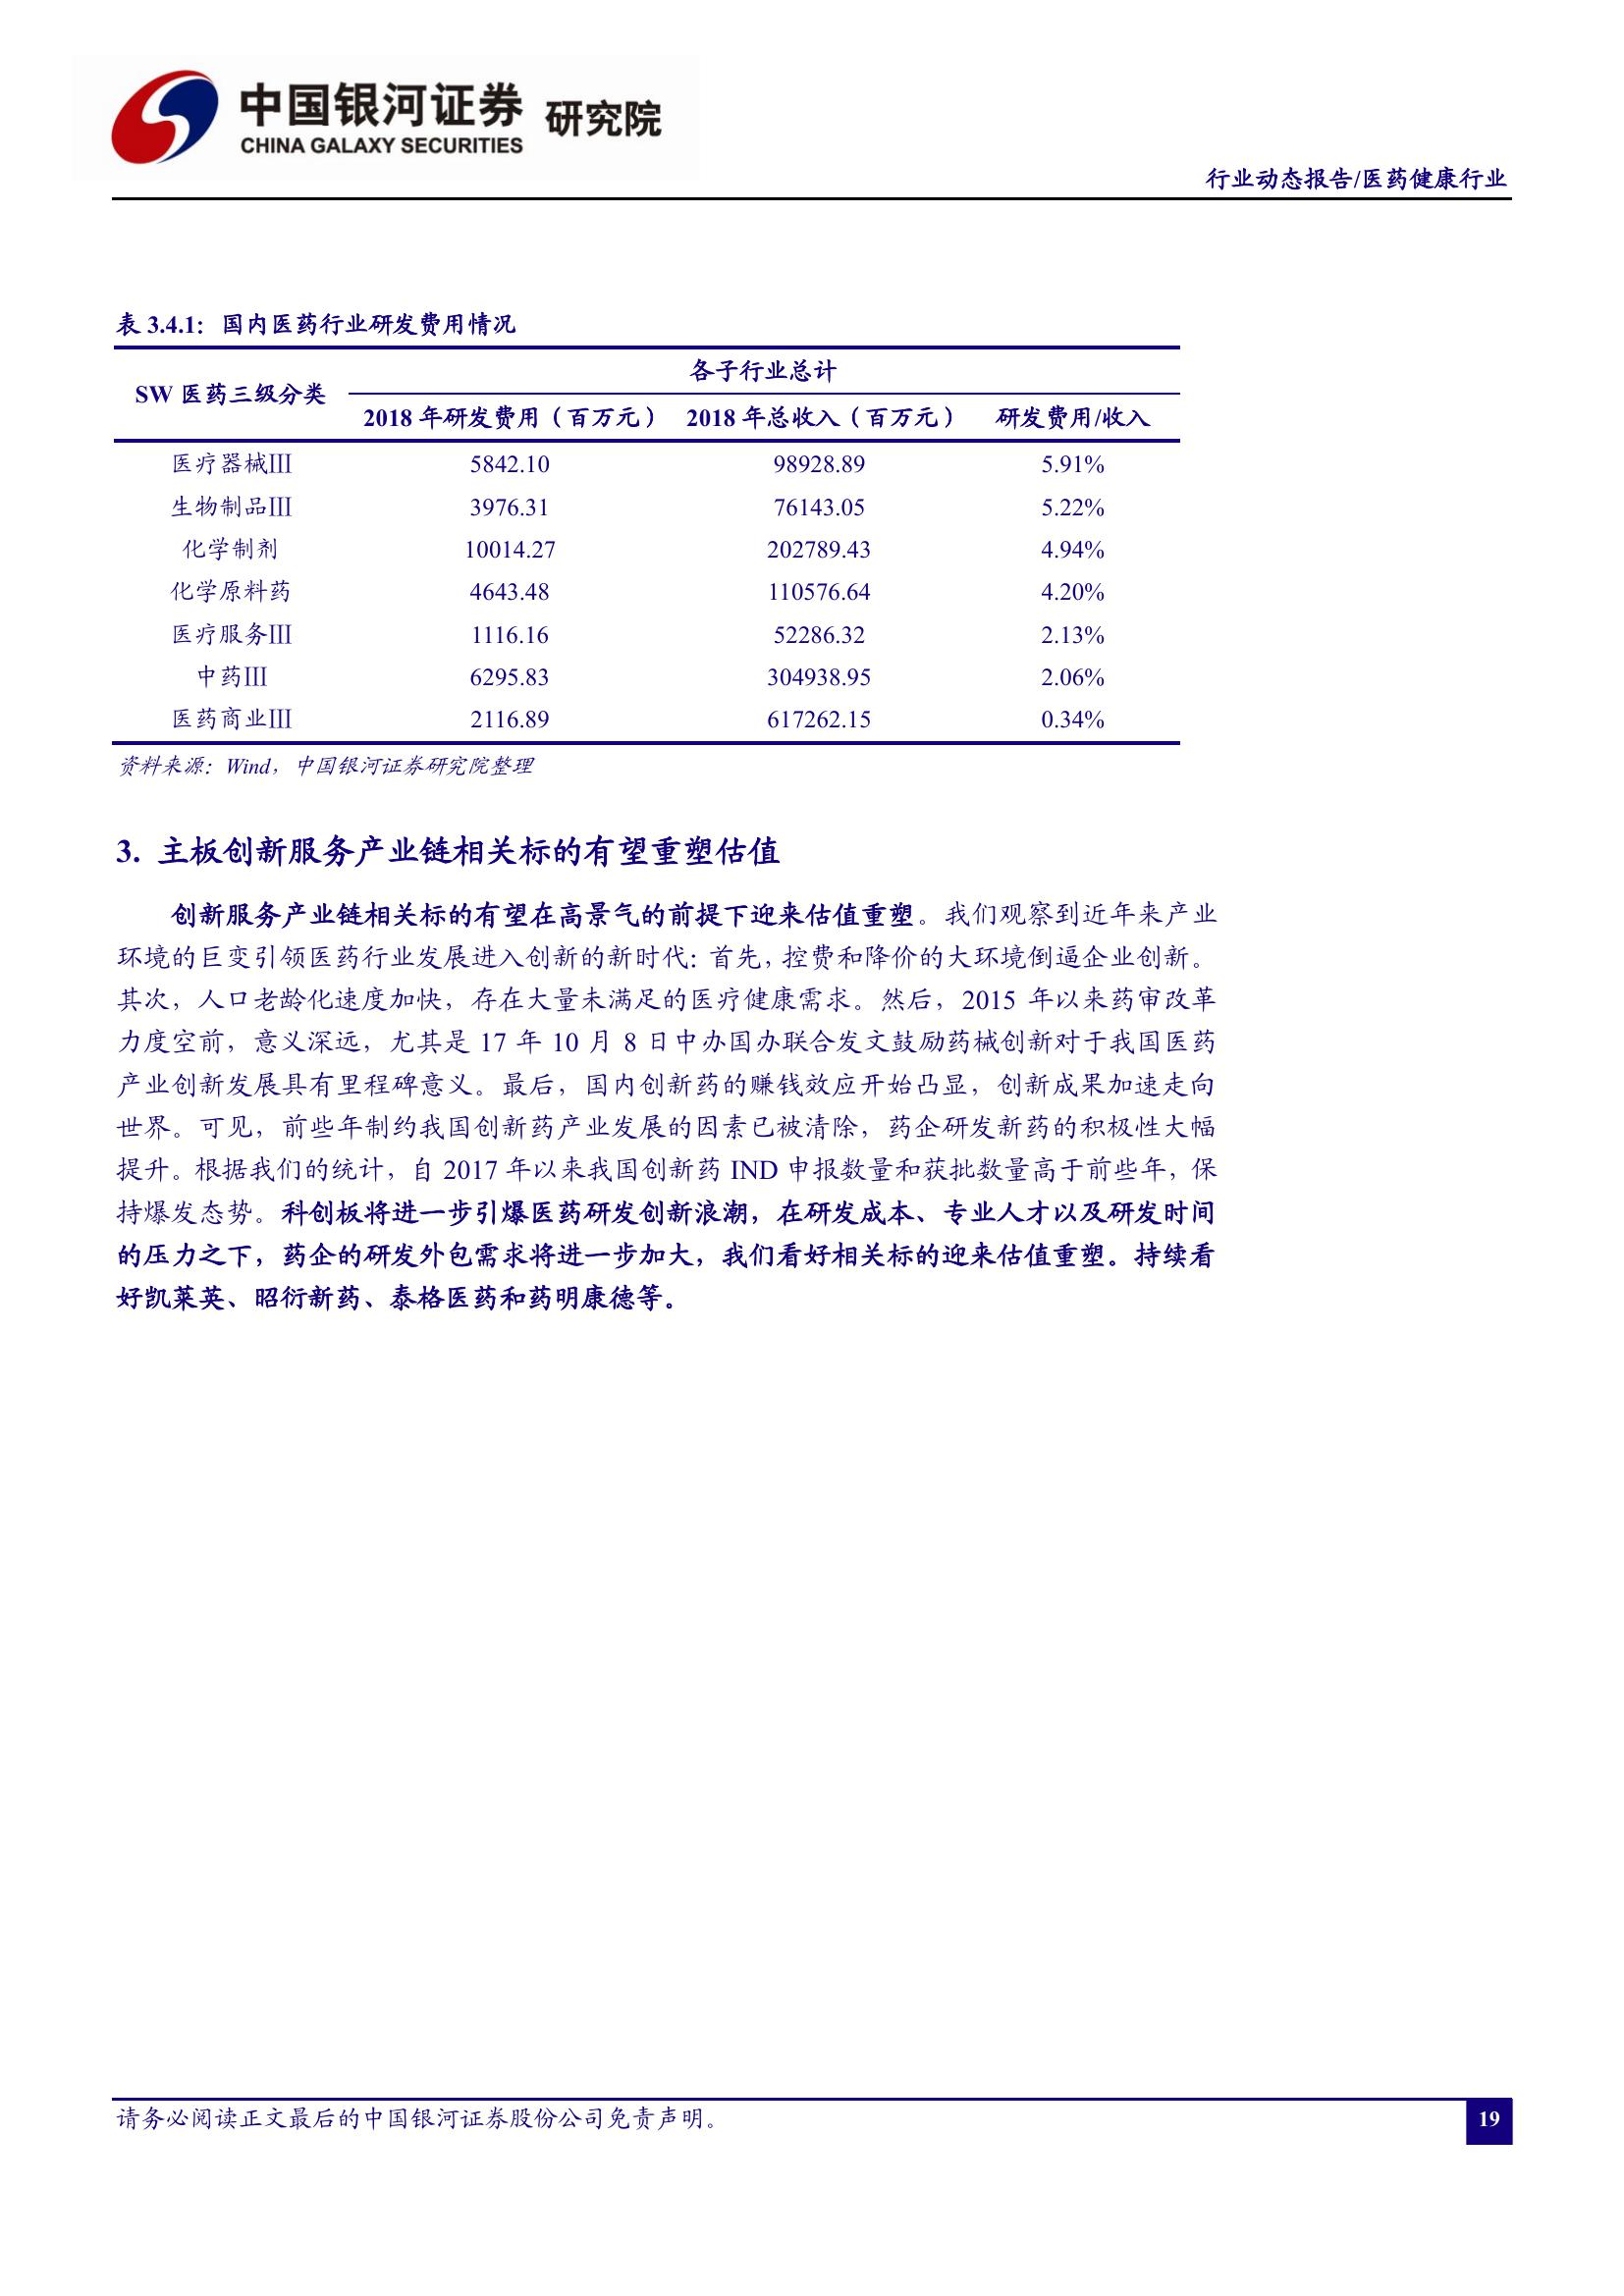 中国银河证券 研究院
CHINA GALAXY SECURITIES
行业动态报告/医药健康行业
表 3.4.1: 国内医药行业研发费用情况
SW 医药三级分类 各子行业总计
2018 年研发费用（百万元） 2018 年总收入（百万元） 研发费用/收入
医疗器械Ⅲ 5842.10 98928.89 5.91%
生物制品Ⅲ 3976.31 76143.05 5.22%
化学制剂 10014.27 202789.43 4.94%
化学原料药 4643.48 110576.64 4.20%
医疗服务Ⅲ 1116.16 52286.32 2.13%
中药Ⅲ 6295.83 304938.95 2.06%
医药商业Ⅲ 2116.89 617262.15 0.34%
资料来源：Wind，中国银河证券研究院整理
3. 主板创新服务产业链相关标的有望重塑估值
创新服务产业链相关标的有望在高景气的前提下迎来估值重塑。我们观察到近年来产业
环境的巨变引领医药行业发展进入创新的新时代：首先，控费和降价的大环境倒逼企业创新。
其次，人口老龄化速度加快，存在大量未满足的医疗健康需求。然后，2015 年以来药审改革
力度空前，意义深远，尤其是 17 年 10 月 8 日中办国办联合发文鼓励药械创新对于我国医药
产业创新发展具有里程碑意义。最后，国内创新药的赚钱效应开始凸显，创新成果加速走向
世界。可见，前些年制约我国创新药产业发展的因素已被清除，药企研发新药的积极性大幅
提升。根据我们的统计，自 2017 年以来我国创新药 IND 申报数量和获批数量高于前些年，保
持爆发态势。科创板将进一步引爆医药研发创新浪潮，在研发成本、专业人才以及研发时间
的压力之下，药企的研发外包需求将进一步加大，我们看好相关标的迎来估值重塑。持续看
好凯莱英、昭衍新药、泰格医药和药明康德等。
请务必阅读正文最后的中国银河证券股份公司免责声明。
19